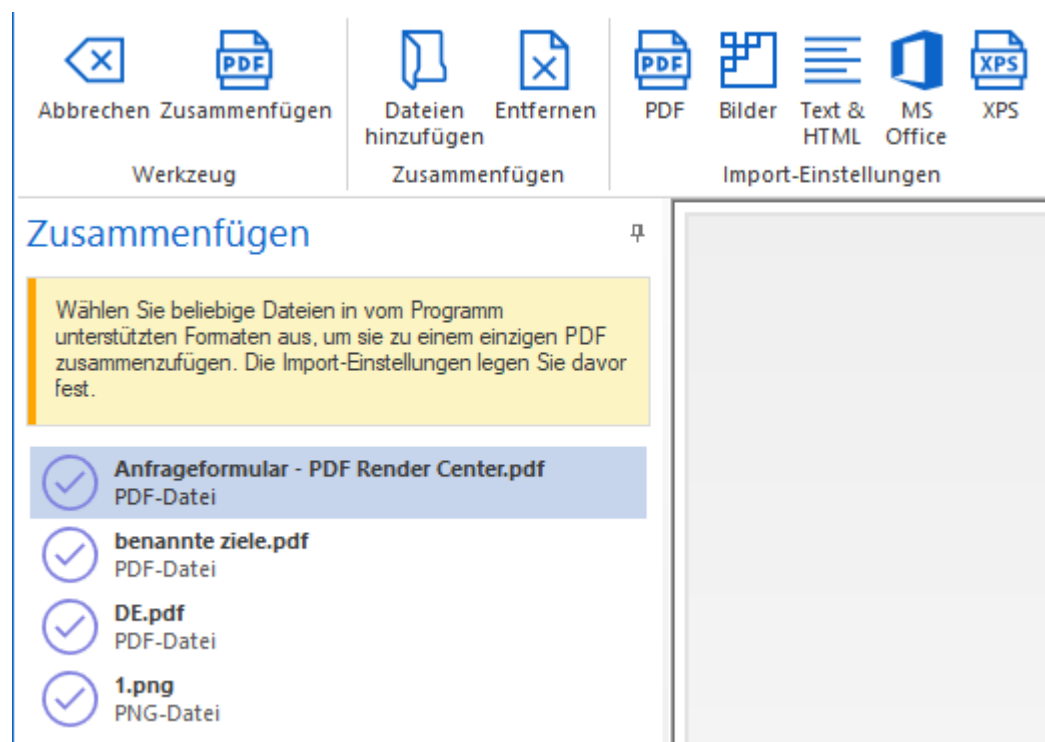 PDF
PDF
XPS
Abbrechen Zusammenfügen
Dateien hinzufügen
Entfernen
PDF
Bilder
Text & HTML
MS Office
XPS
Werkzeug
Zusammenfügen
Import-Einstellungen
Zusammenfügen
Wählen Sie beliebige Dateien in vom Programm
unterstützten Formaten aus, um sie zu einem einzigen PDF
zusammenzufügen. Die Import-Einstellungen legen Sie davor
fest.
Anfrageformular - PDF Render Center.pdf
PDF-Datei
benannte ziele.pdf
PDF-Datei
DE.pdf
PDF-Datei
1.png
PNG-Datei